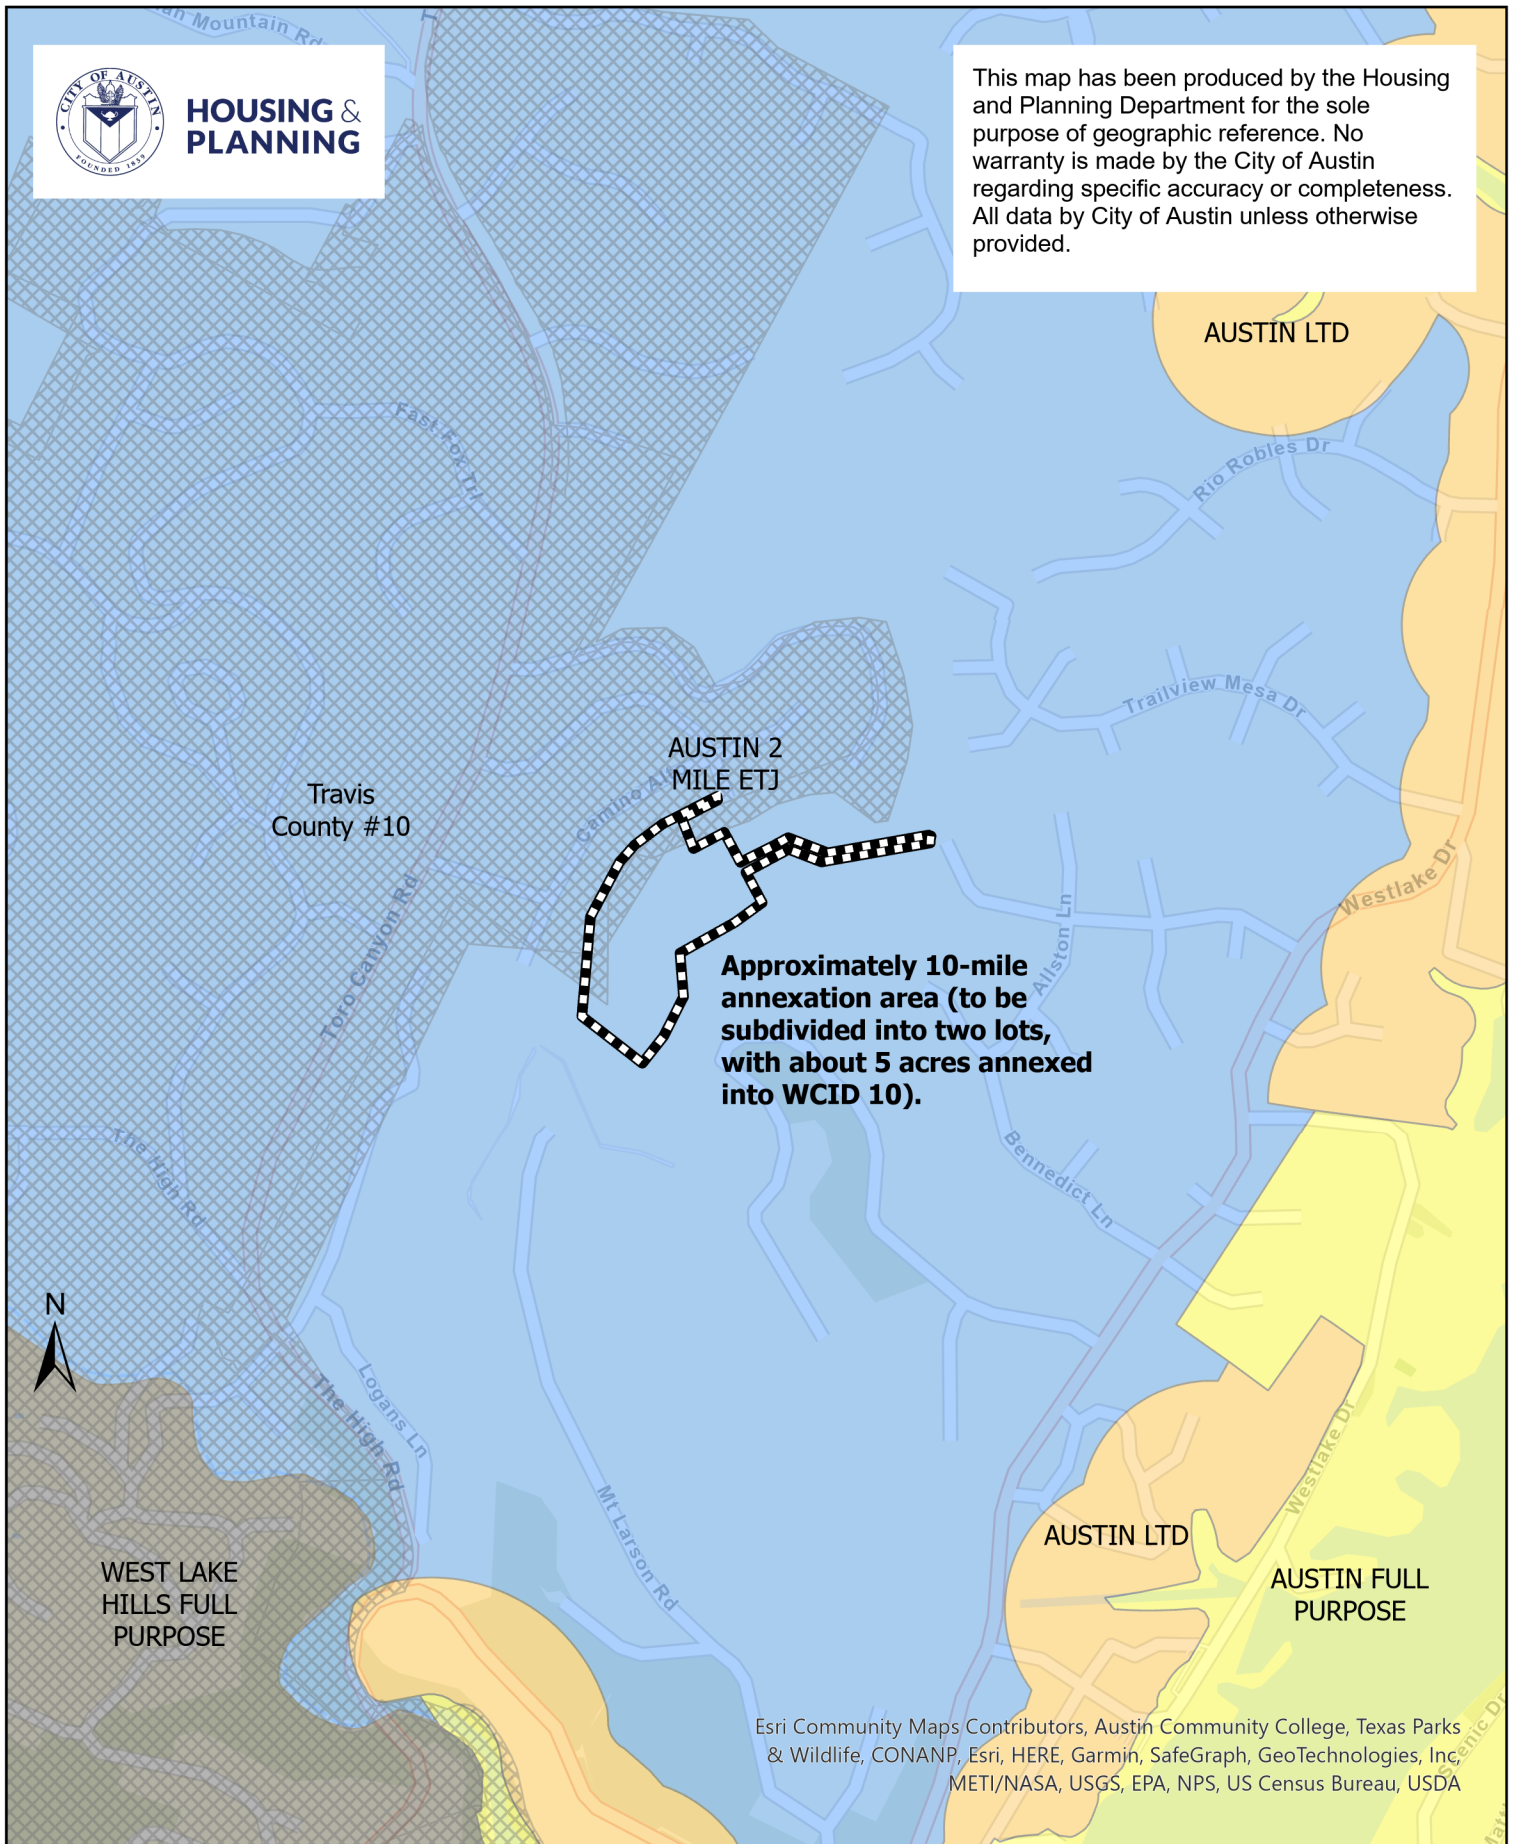 an Mountain Rd
T
CITY OF AUSTIN
FOUNDED 1839
HOUSING &
PLANNING
This map has been produced by the Housing
and Planning Department for the sole
purpose of geographic reference. No
warranty is made by the City of Austin
regarding specific accuracy or completeness.
All data by City of Austin unless otherwise
provided.
AUSTIN LTD
Fast Fox Trl
Rio Robles Dr
Trailview Mesa Dr
AUSTIN 2
MILE ETJ
Camino Al
Travis
County #10
Toro Canyon Rd
Westlake Dr
Allston Ln
Approximately 10-mile
annexation area (to be
subdivided into two lots,
with about 5 acres annexed
into WCID 10).
The High Rd
Bennedict Ln
N
Logans Ln
The High Rd
Westlake Dr
Mt Larson Rd
AUSTIN LTD
WEST LAKE
HILLS FULL
PURPOSE
AUSTIN FULL
PURPOSE
Scenic Dr
Matt
Esri Community Maps Contributors, Austin Community College, Texas Parks
& Wildlife, CONANP, Esri, HERE, Garmin, SafeGraph, GeoTechnologies, Inc,
METI/NASA, USGS, EPA, NPS, US Census Bureau, USDA